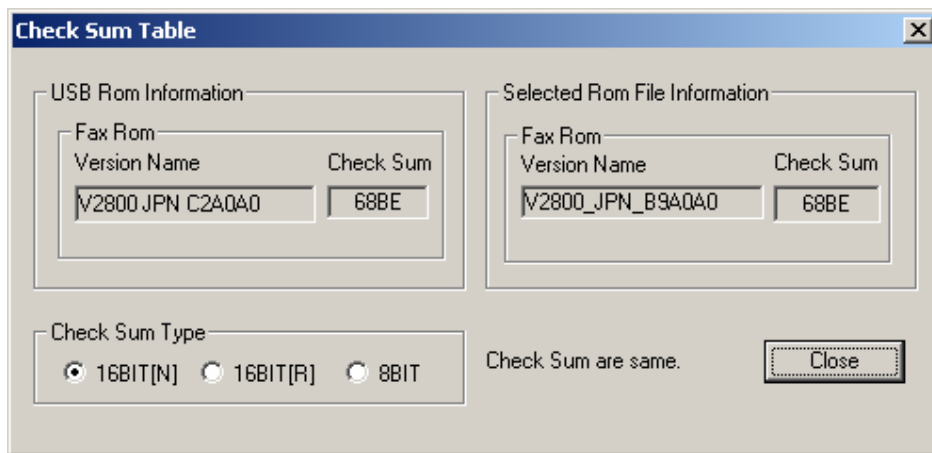 Check Sum Table
USB Rom Information
Fax Rom
Version Name Check Sum
V2800 JPN C2A0A0 68BE
Selected Rom File Information
Fax Rom
Version Name Check Sum
V2800_JPN_B9A0A0 68BE
Check Sum Type
16BIT[N] 16BIT[R] 8BIT
Check Sum are same.
Close